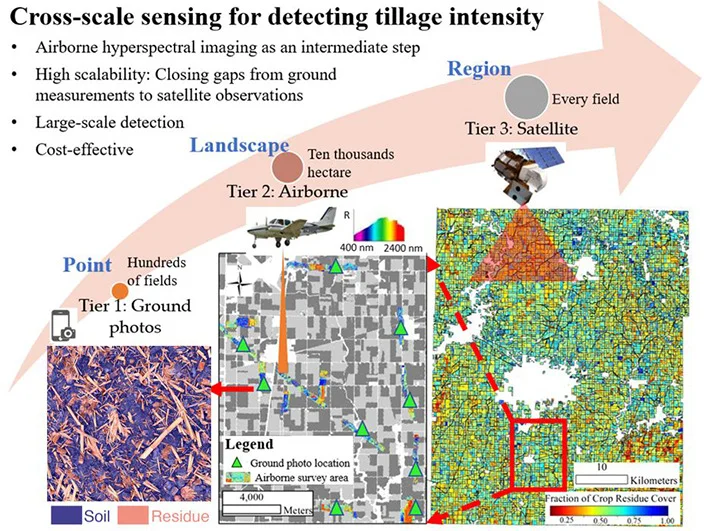 Cross-scale sensing for detecting tillage intensity
• Airborne hyperspectral imaging as an intermediate step
• High scalability: Closing gaps from ground
measurements to satellite observations
• Large-scale detection
• Cost-effective
Region
Every field
Tier 3: Satellite
Landscape
Ten thousands
hectare
Tier 2: Airborne
R
400 nm
2400 nm
Point
Hundreds
of fields
Tier 1: Ground
photos
Soil
Residue
Legend
Ground photo location
Airborne survey area
4,000
Meters
10
Kilometers
Fraction of Crop Residue Cover
0.25
0.50
0.75
1.00